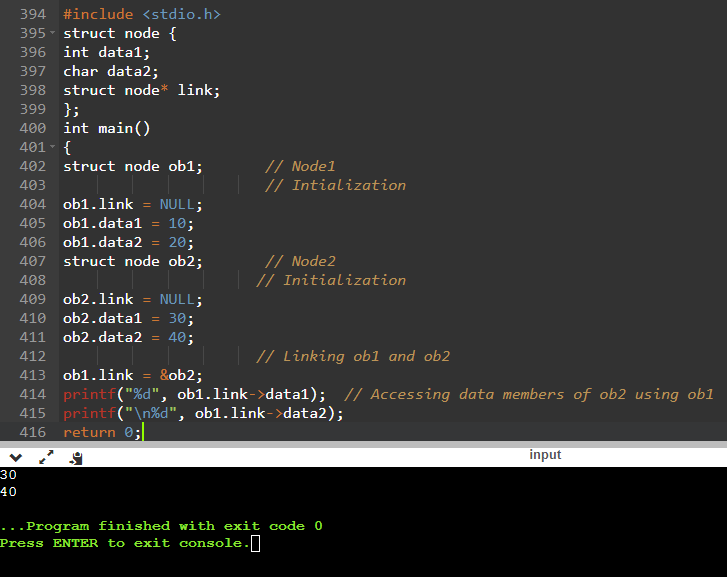 394 #include <stdio.h>
395 struct node {
396 int data1;
397 char data2;
398 struct node* link;
399 };
400 int main()
401 {
402 struct node ob1; // Node1
403 // Intialization
404 ob1.link = NULL;
405 ob1.data1 = 10;
406 ob1.data2 = 20;
407 struct node ob2; // Node2
408 // Initialization
409 ob2.link = NULL;
410 ob2.data1 = 30;
411 ob2.data2 = 40;
412 // Linking ob1 and ob2
413 ob1.link = &ob2;
414 printf("%d", ob1.link->data1); // Accessing data members of ob2 using ob1
415 printf("\n%d", ob1.link->data2);
416 return 0;
input
30
40
...Program finished with exit code 0
Press ENTER to exit console.